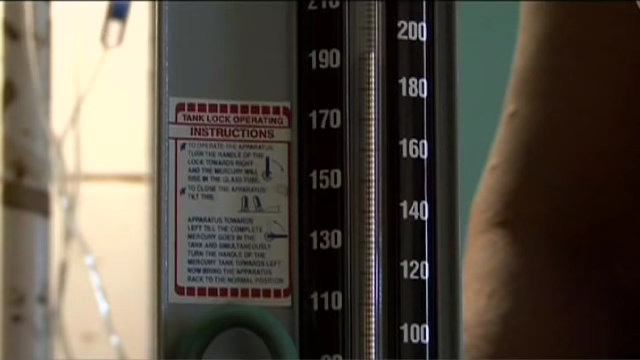 TANK LOCK OPERATING
INSTRUCTIONS
TO OPERATE THE APPARATUS
TURN THE HANDLE OF THE
LOCK TOWARDS RIGHT
AND THE MERCURY WILL
RISE IN THE GLASS TUBE.
TO CLOSE THE APPARATUS
TILT THIS
APPARATUS TOWARDS
LEFT TILL THE COMPLETE
MERCURY GOES IN THE
TANK AND SIMULTANEOUSLY
TURN THE HANDLE OF THE
MERCURY TANK TOWARDS LEFT
NOW BRING THE APPARATUS
BACK TO THE NORMAL POSITION
210
190
170
150
130
110
200
180
160
140
120
100